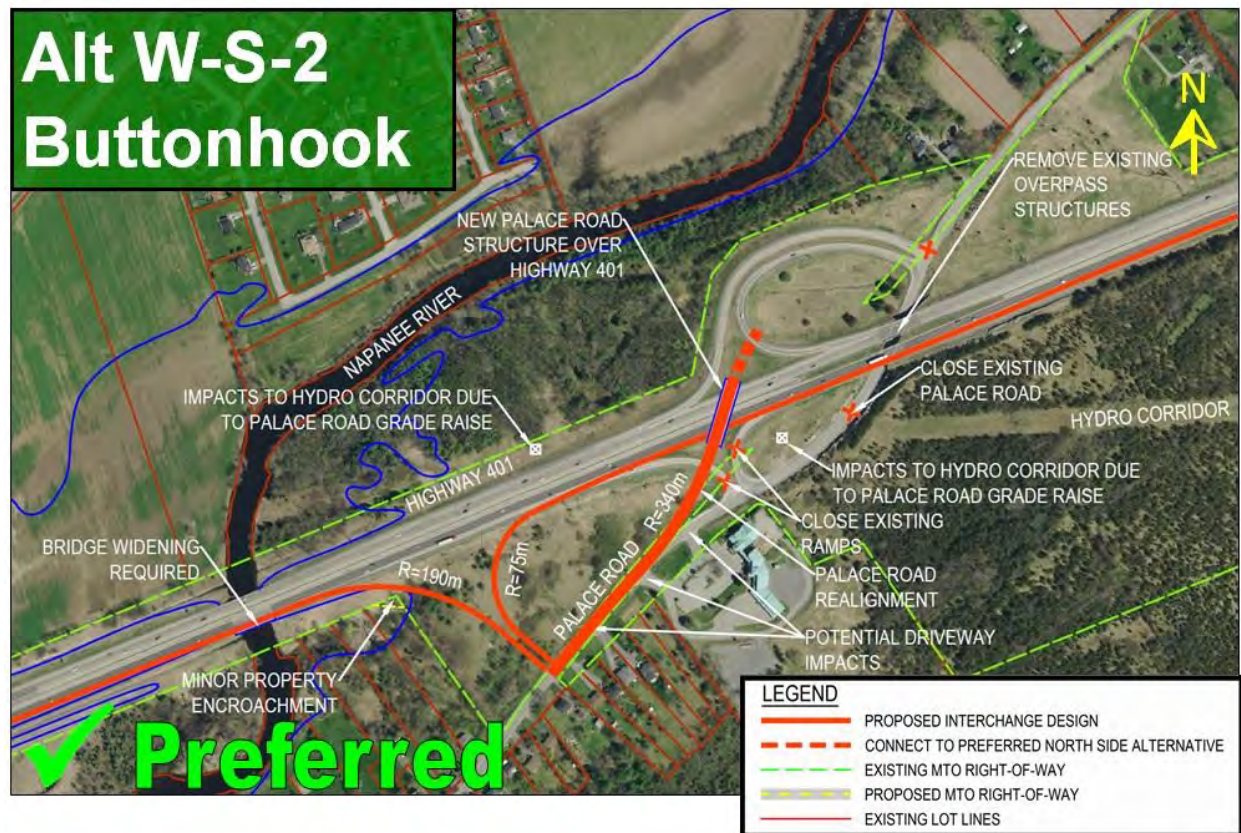 Alt W-S-2
Buttonhook
N
REMOVE EXISTING
OVERPASS
STRUCTURES
NEW PALACE ROAD
STRUCTURE OVER
HIGHWAY 401
NAPANEE RIVER
CLOSE EXISTING
PALACE ROAD
HYDRO CORRIDOR
IMPACTS TO HYDRO CORRIDOR DUE
TO PALACE ROAD GRADE RAISE
HIGHWAY 401
IMPACTS TO HYDRO CORRIDOR DUE
TO PALACE ROAD GRADE RAISE
R=340m
CLOSE EXISTING
RAMPS
BRIDGE WIDENING
REQUIRED
R=190m
R=75m
PALACE ROAD
PALACE ROAD
REALIGNMENT
POTENTIAL DRIVEWAY
IMPACTS
MINOR PROPERTY
ENCROACHMENT
Preferred
LEGEND
PROPOSED INTERCHANGE DESIGN
CONNECT TO PREFERRED NORTH SIDE ALTERNATIVE
EXISTING MTO RIGHT-OF-WAY
PROPOSED MTO RIGHT-OF-WAY
EXISTING LOT LINES